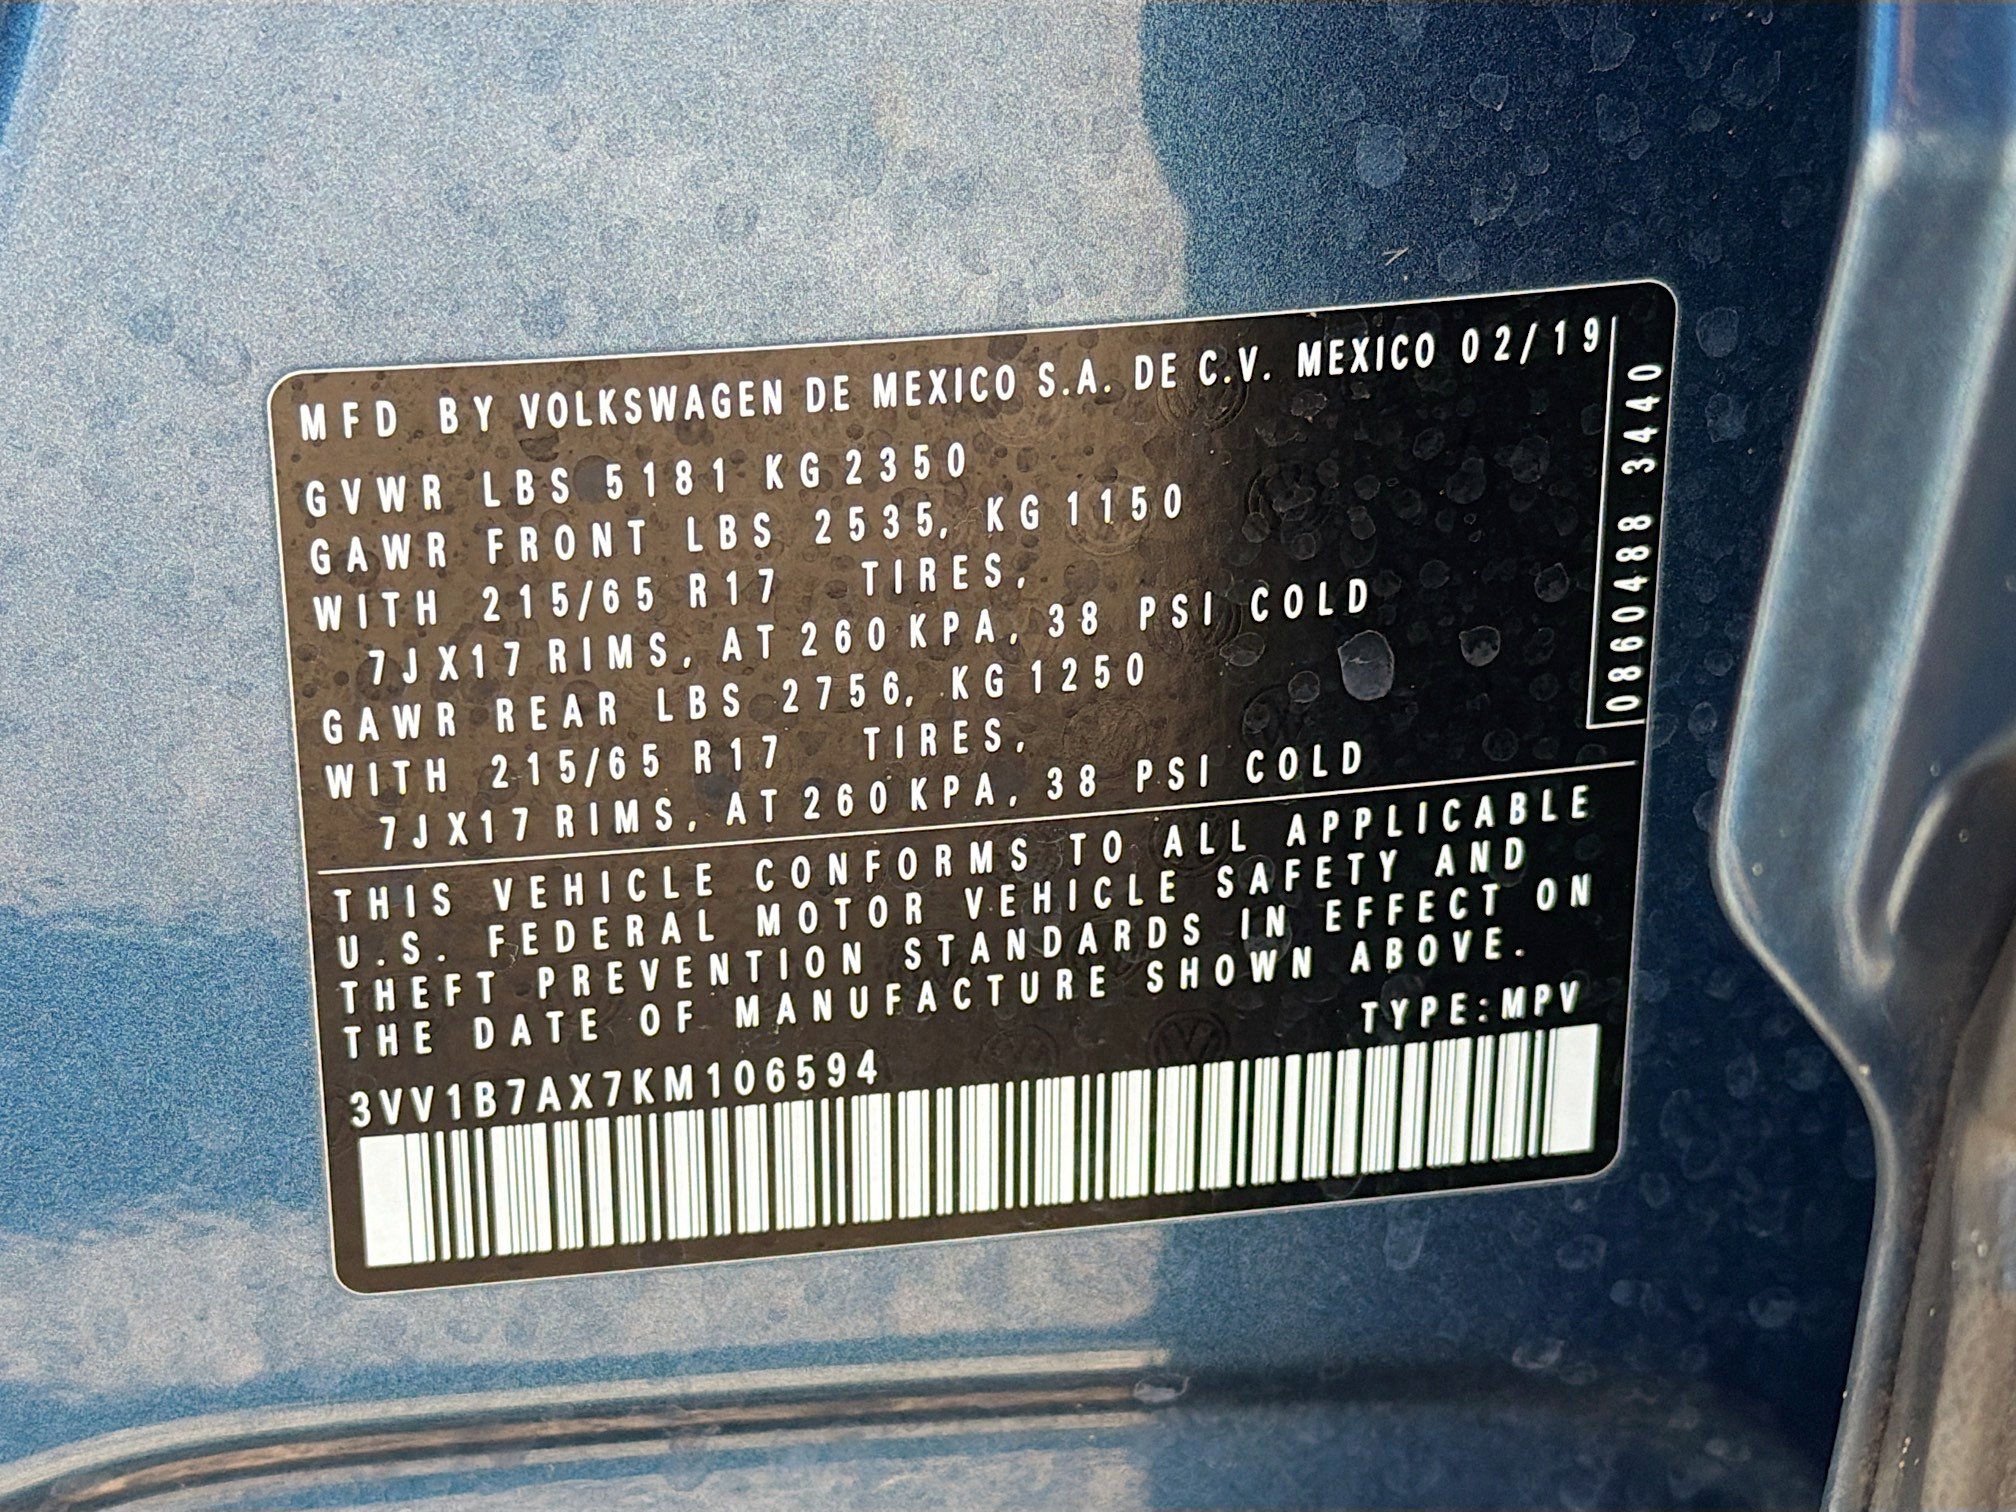 MFD BY VOLKSWAGEN DE MEXICO S.A. DE C.V. MEXICO 02/19
GVWR LBS 5181 KG 2350
GAWR FRONT LBS 2535, KG 1150
WITH 215/65 R17 TIRES,
7JX17 RIMS, AT 260 KPA, 38 PSI COLD
GAWR REAR LBS 2756, KG 1250
WITH 215/65 R17 TIRES,
7JX17 RIMS, AT 260 KPA, 38 PSI COLD
0860488 3440
THIS VEHICLE CONFORMS TO ALL APPLICABLE
U.S. FEDERAL MOTOR VEHICLE SAFETY AND
THEFT PREVENTION STANDARDS IN EFFECT ON
THE DATE OF MANUFACTURE SHOWN ABOVE.
TYPE:MPV
3VV1B7AX7KM106594